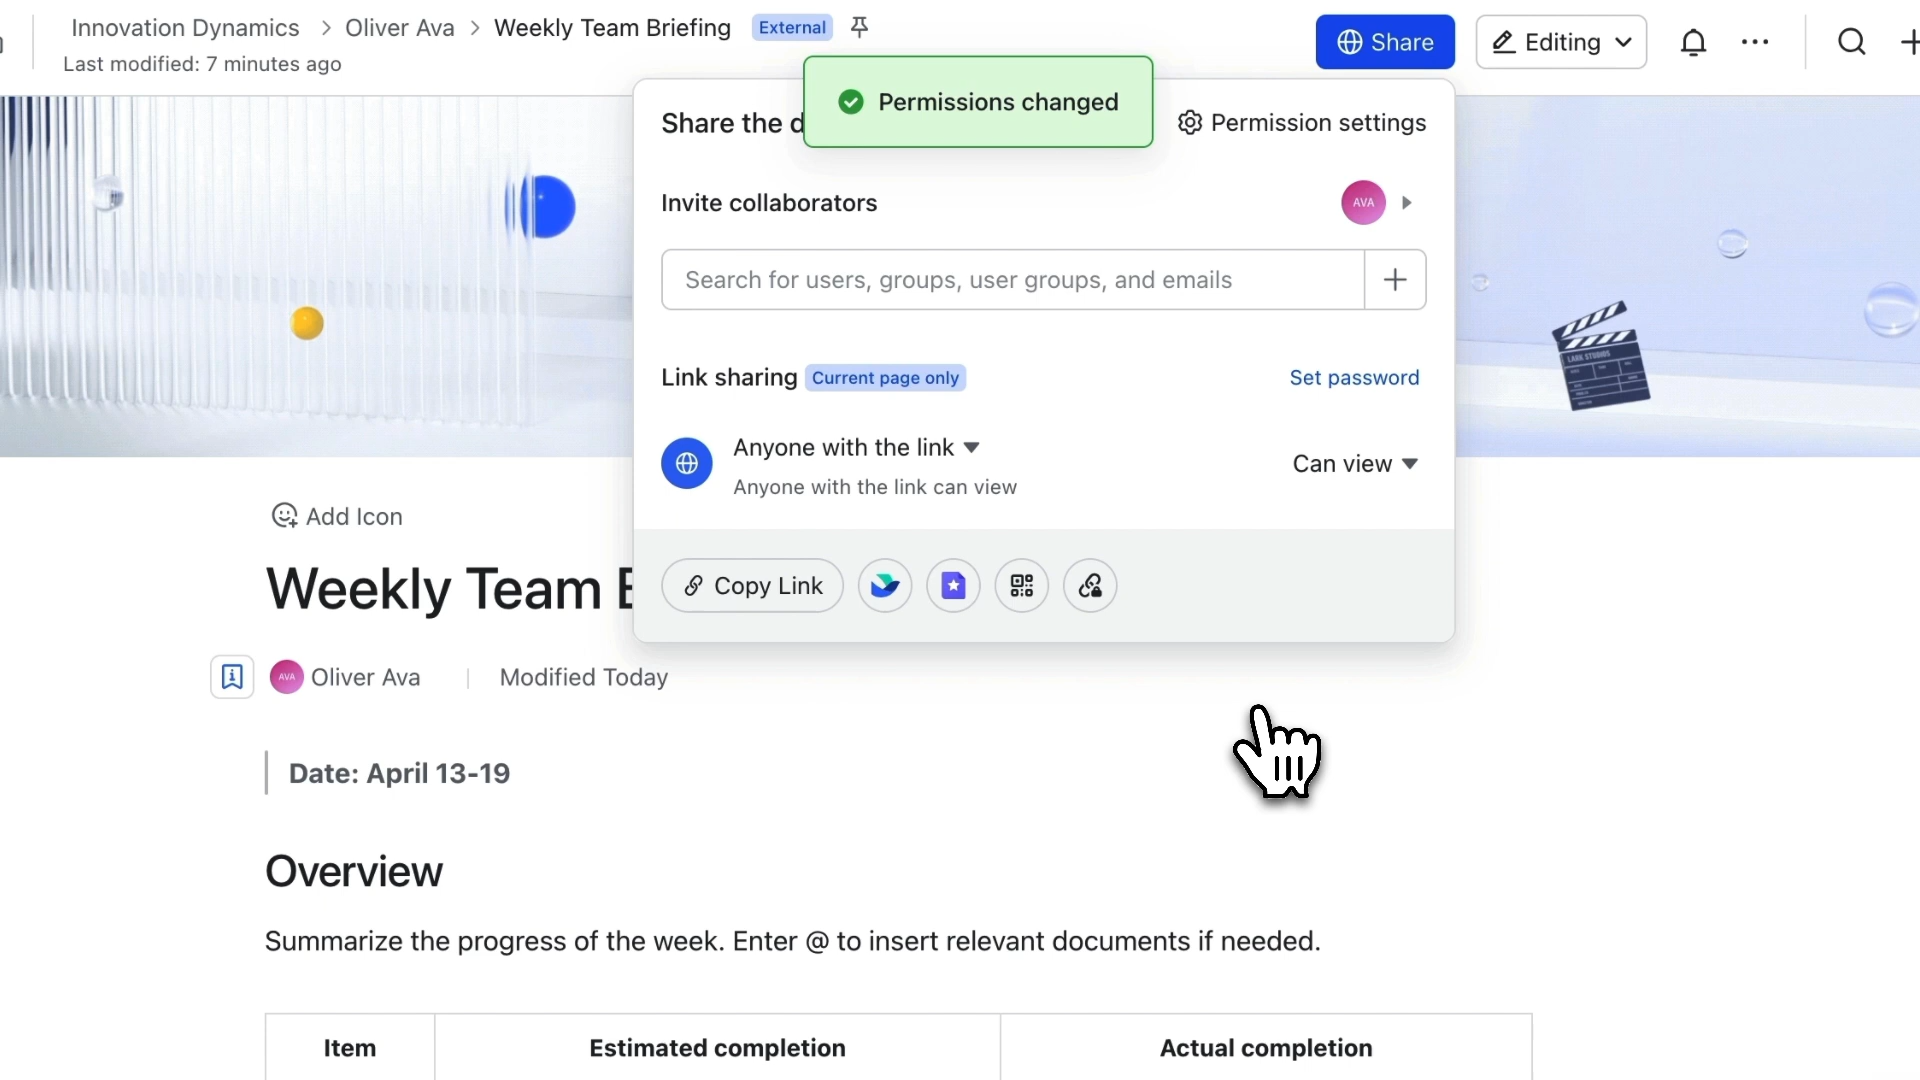 Innovation Dynamics > Oliver Ava > Weekly Team Briefing External
Last modified: 7 minutes ago
Share
Editing
Permissions changed
Share the d
Permission settings
Invite collaborators
AVA
Search for users, groups, user groups, and emails
Link sharing Current page only
Set password
Anyone with the link
Anyone with the link can view
Can view
Copy Link
LARK STUDIOS
Add Icon
Weekly Team B
AVA Oliver Ava | Modified Today
Date: April 13-19
Overview
Summarize the progress of the week. Enter @ to insert relevant documents if needed.
Item Estimated completion Actual completion